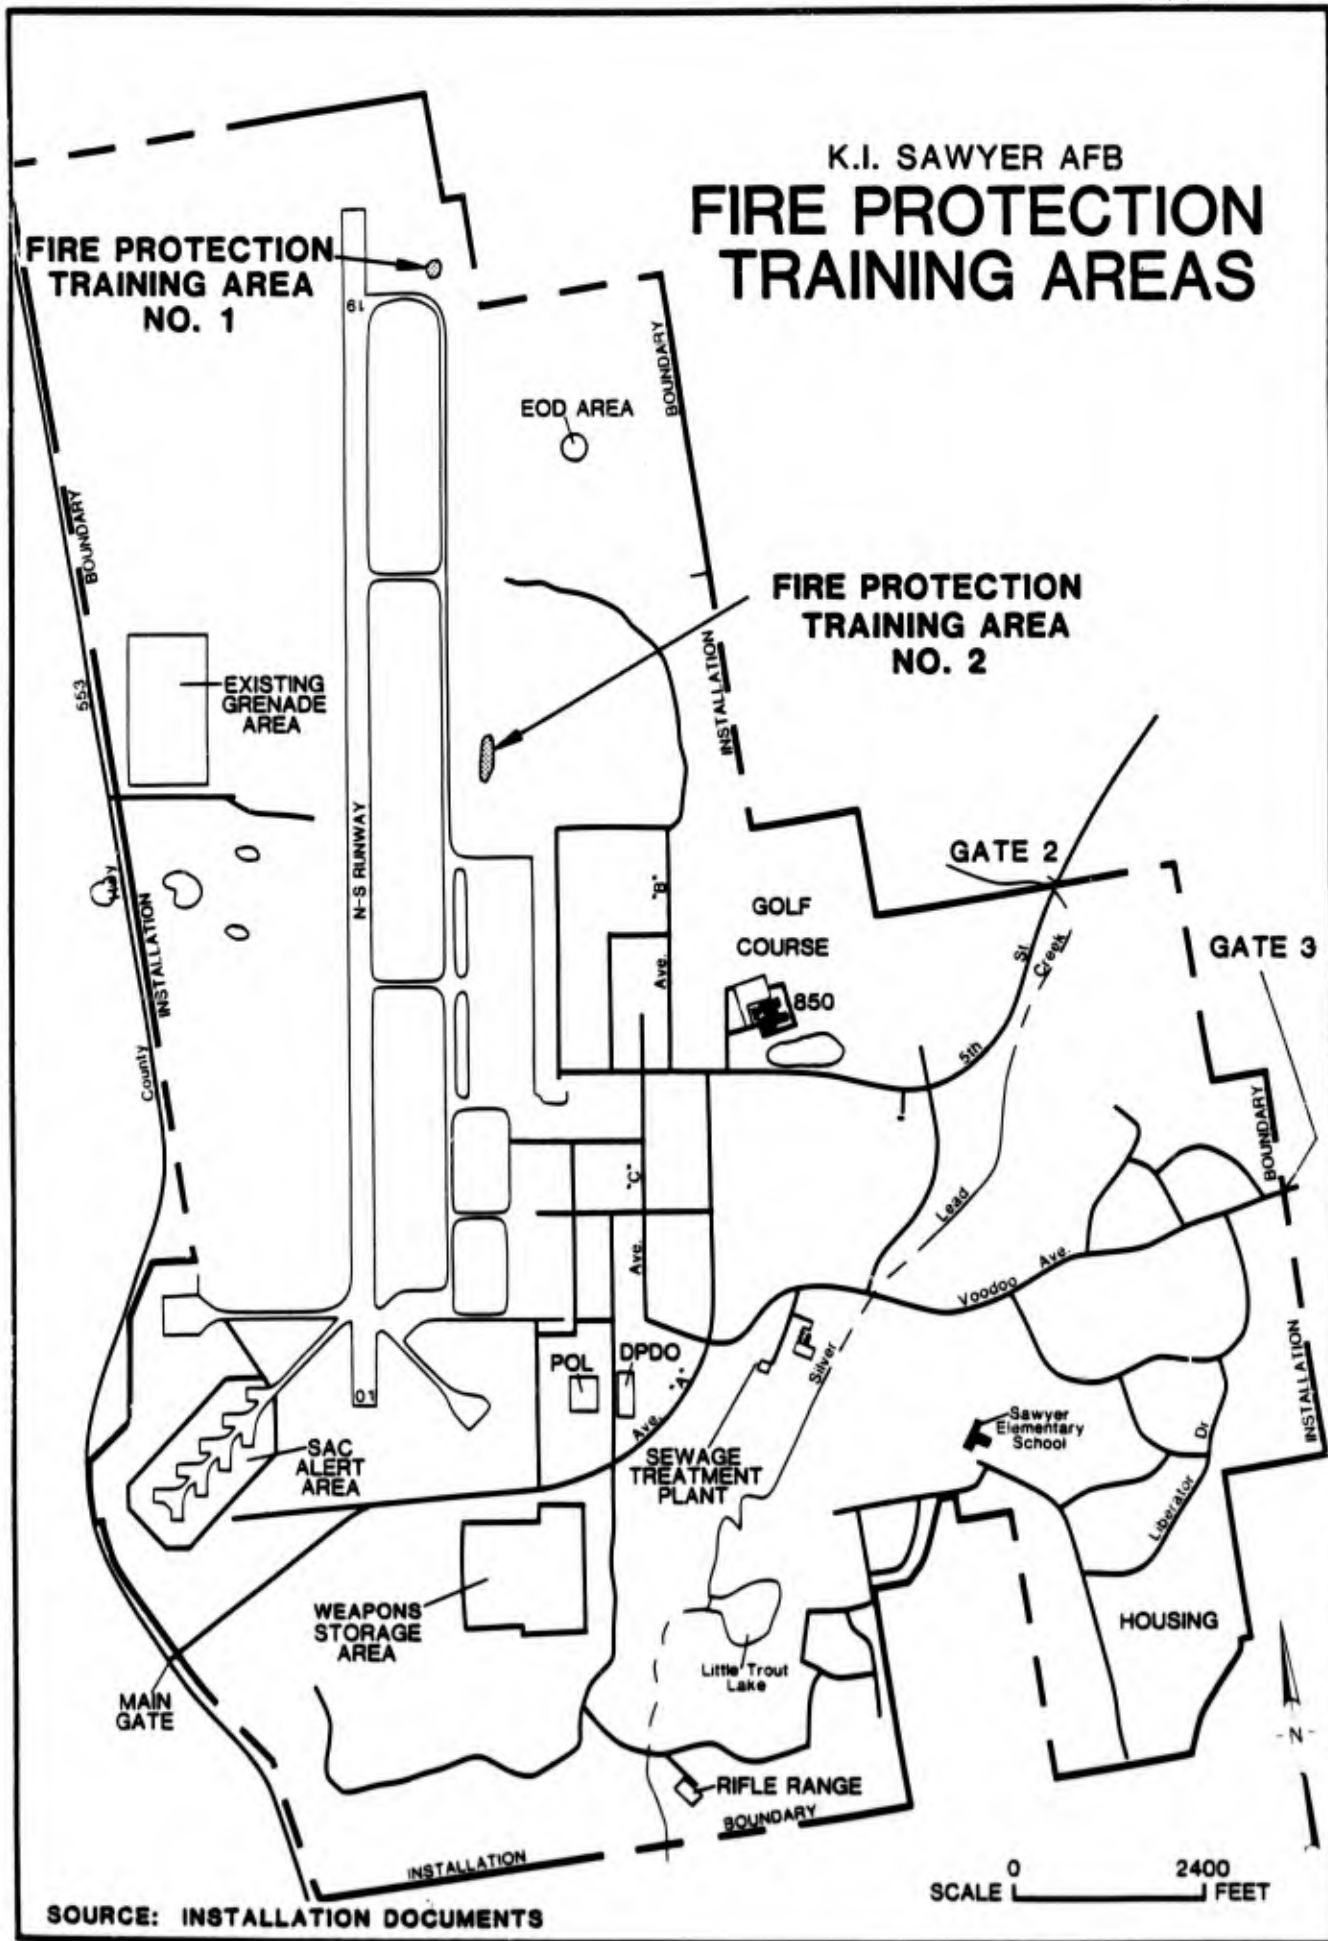 K.I. SAWYER AFB
FIRE PROTECTION
TRAINING AREAS
FIRE PROTECTION
TRAINING AREA
NO. 1
19
EOD AREA
BOUNDARY
BOUNDARY
FIRE PROTECTION
TRAINING AREA
NO. 2
INSTALLATION
553
EXISTING
GRENADE
AREA
N-S RUNWAY
Hwy
INSTALLATION
County
"B"
Ave.
GOLF
COURSE
850
GATE 2
St.
Creek
GATE 3
5th
BOUNDARY
"C"
Ave.
Lead
Voodoo Ave.
INSTALLATION
POL
DPDO
"A"
Ave.
Silver
01
SAC
ALERT
AREA
SEWAGE
TREATMENT
PLANT
Sawyer
Elementary
School
Dr
Liberator
WEAPONS
STORAGE
AREA
HOUSING
Little Trout
Lake
MAIN
GATE
-N-
RIFLE RANGE
BOUNDARY
INSTALLATION
0 2400
SCALE FEET
SOURCE: INSTALLATION DOCUMENTS